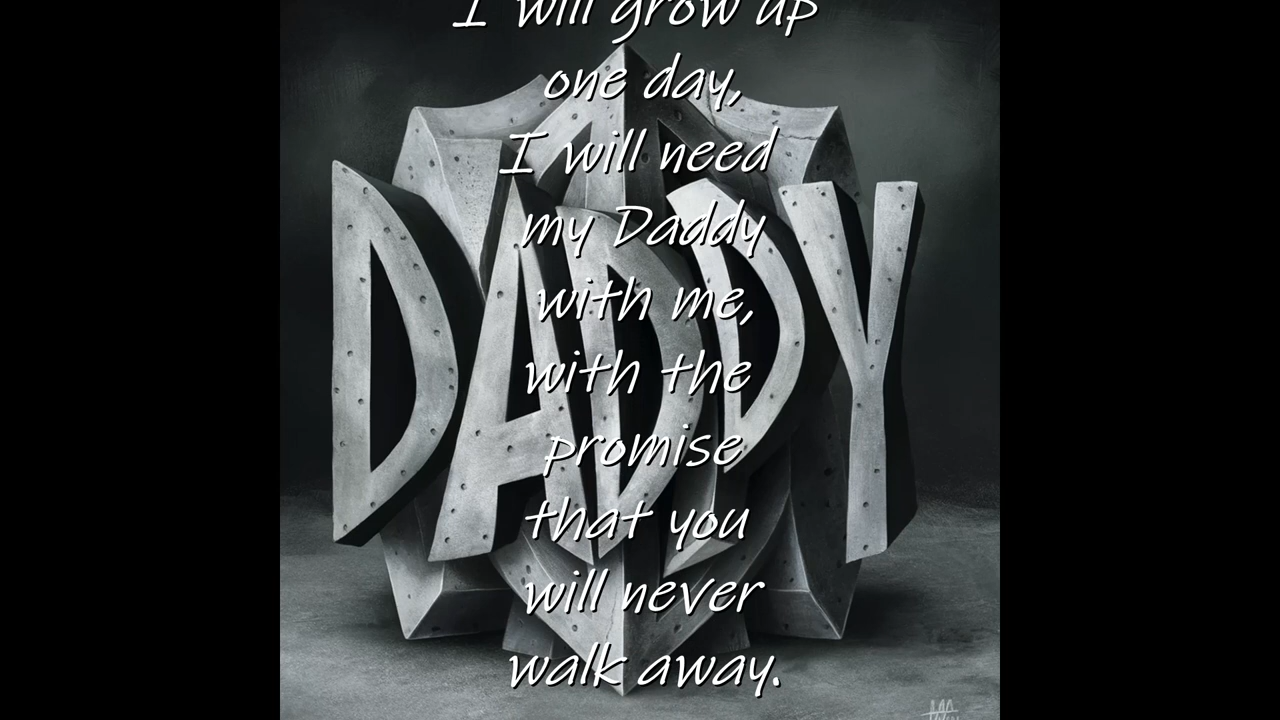 I will grow up
one day,
I will need
my Daddy
with me,
with the
promise
that you
will never
walk away.
DADDY